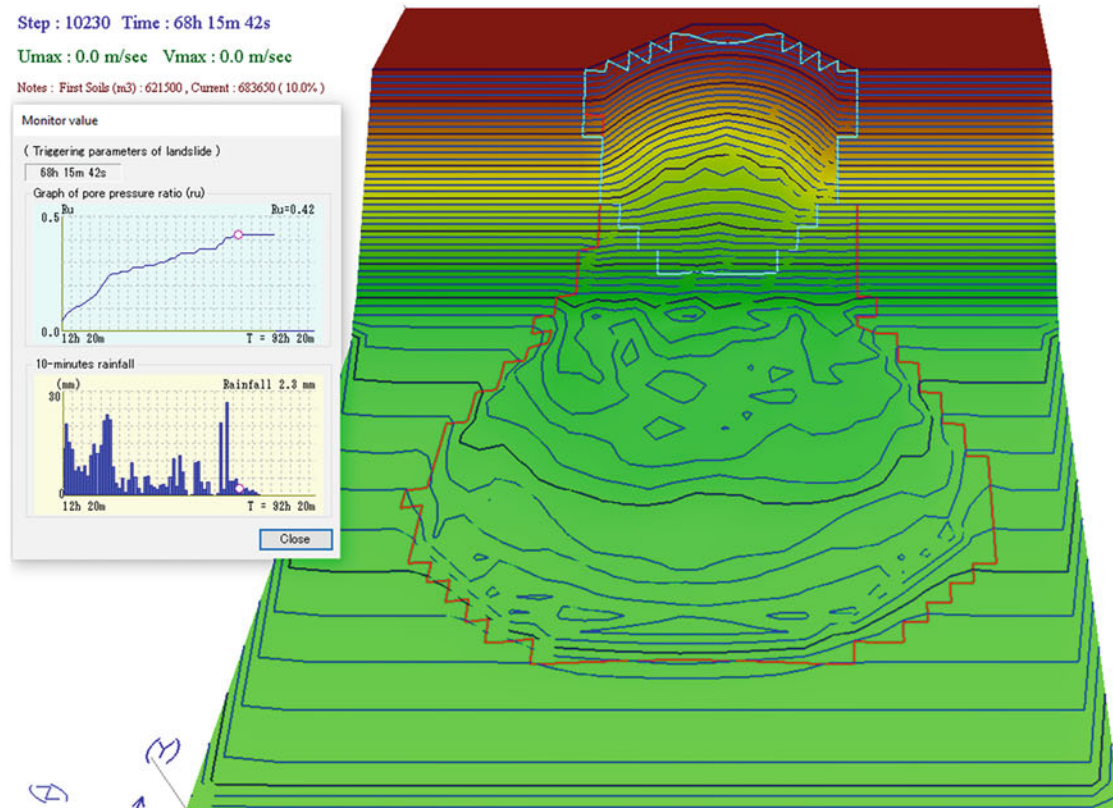 Step : 10230 Time : 68h 15m 42s
Umax : 0.0 m/sec Vmax : 0.0 m/sec
Notes : First Soils (m3) : 621500 , Current : 683650 ( 10.0% )
Monitor value
( Triggering parameters of landslide )
68h 15m 42s
Graph of pore pressure ratio (ru)
0.5 Ru Ru=0.42
0.0
12h 20m T = 92h 20m
10-minutes rainfall
(mm) Rainfall 2.3 mm
30
0
12h 20m T = 92h 20m
Close
(Y)
(Z)